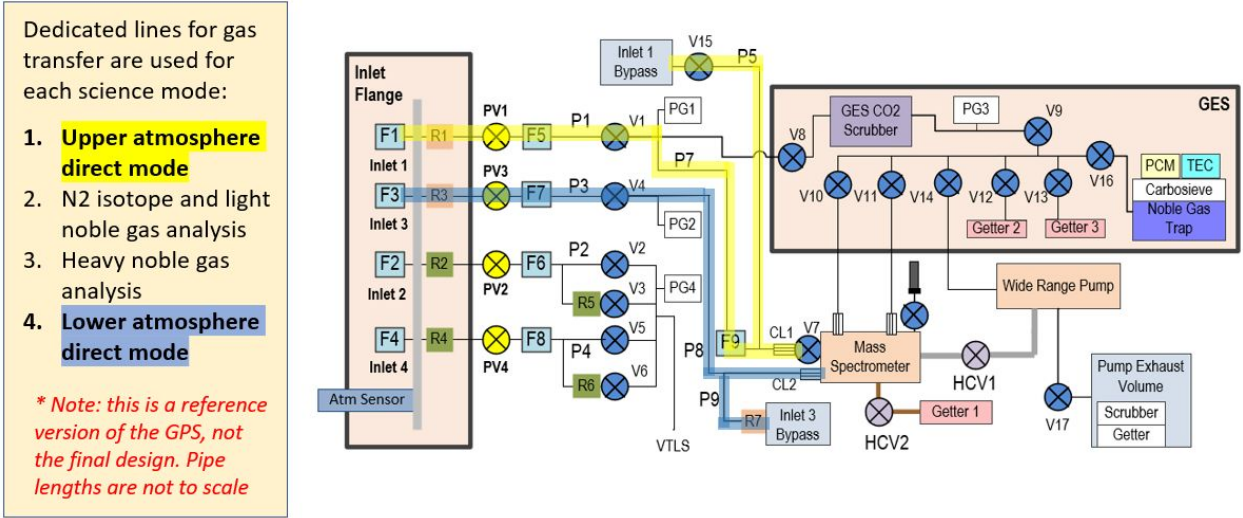 Dedicated lines for gas
transfer are used for
each science mode:
1. Upper atmosphere
direct mode
2. N2 isotope and light
noble gas analysis
3. Heavy noble gas
analysis
4. Lower atmosphere
direct mode
* Note: this is a reference
version of the GPS, not
the final design. Pipe
lengths are not to scale
Inlet
Flange
F1
R1
PV1
F5
P1
V1
Inlet 1
F3
R3
PV3
F7
P3
V4
Inlet 3
F2
R2
PV2
F6
P2
V2
Inlet 2
R5
V3
F4
R4
PV4
F8
P4
V5
Inlet 4
R6
V6
Atm Sensor
PG1
PG2
PG4
VTLS
Inlet 1
Bypass
V15
P5
P7
P8
P9
F9
CL1
V7
CL2
R7
Inlet 3
Bypass
Mass
Spectrometer
HCV1
HCV2
Getter 1
GES
V8
GES CO2
Scrubber
PG3
V9
V10
V11
V14
V12
V13
V16
Getter 2
Getter 3
PCM
TEC
Carbosieve
Noble Gas
Trap
Wide Range Pump
V17
Pump Exhaust
Volume
Scrubber
Getter